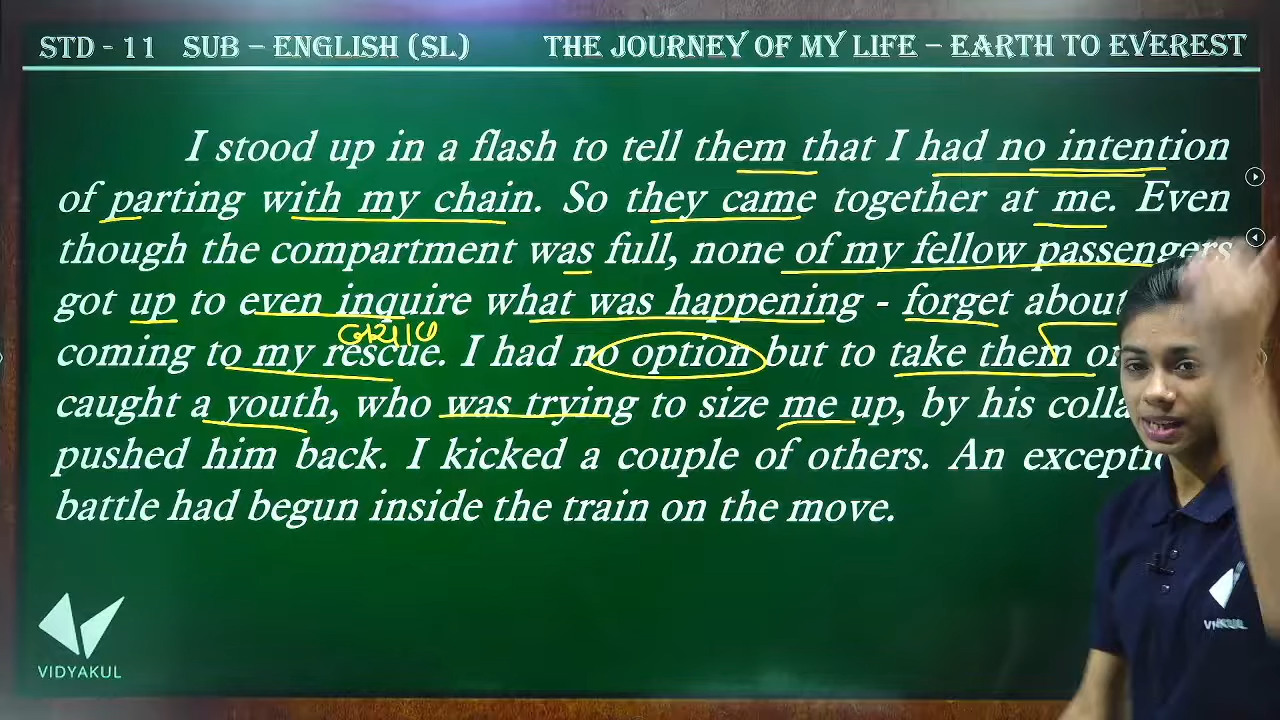 STD - 11 SUB – ENGLISH (SL) THE JOURNEY OF MY LIFE – EARTH TO EVEREST
I stood up in a flash to tell them that I had no intention
of parting with my chain. So they came together at me. Even
though the compartment was full, none of my fellow passengers
got up to even inquire what was happening - forget about
coming to my rescue. I had no option but to take them
caught a youth, who was trying to size me up, by his
pushed him back. I kicked a couple of others. An
battle had begun inside the train on the move.
VIDYAKUL